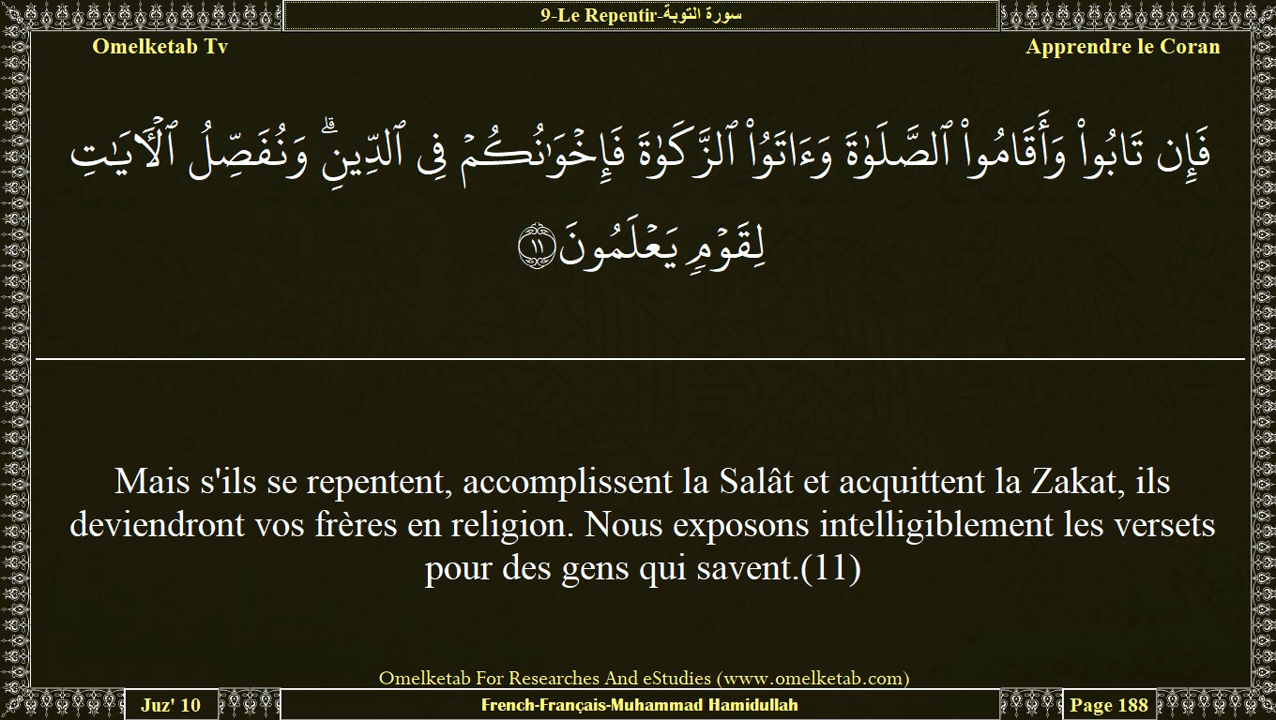 9-Le Repentir-سورة التوبة
Omelketab Tv
Apprendre le Coran
فَإِن تَابُوا۟ وَأَقَامُوا۟ ٱلصَّلَوٰةَ وَءَاتَوُا۟ ٱلزَّكَوٰةَ فَإِخْوَٰنُكُمْ فِى ٱلدِّينِ ۗ وَنُفَصِّلُ ٱلْـَٔايَـٰتِ
لِقَوْمٍۢ يَعْلَمُونَ ١١
Mais s'ils se repentent, accomplissent la Salât et acquittent la Zakat, ils
deviendront vos frères en religion. Nous exposons intelligiblement les versets
pour des gens qui savent.(11)
Omelketab For Researches And eStudies (www.omelketab.com)
Juz' 10
French-Français-Muhammad Hamidullah
Page 188